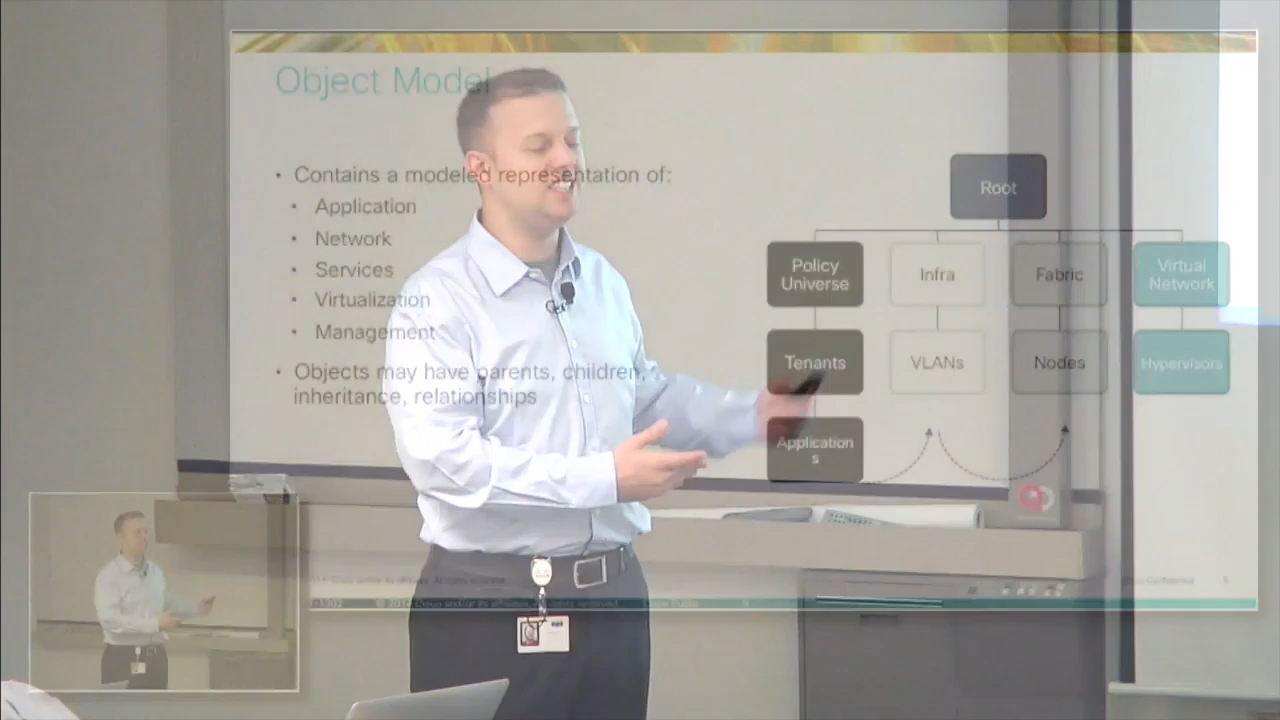 Object Model
• Contains a modeled representation of:
• Application
• Network
• Services
• Virtualization
• Management
• Objects may have parents, children,
inheritance, relationships
Root
Policy
Universe
Infra
Fabric
Virtual
Network
Tenants
VLANs
Nodes
Hypervisors
Application
s